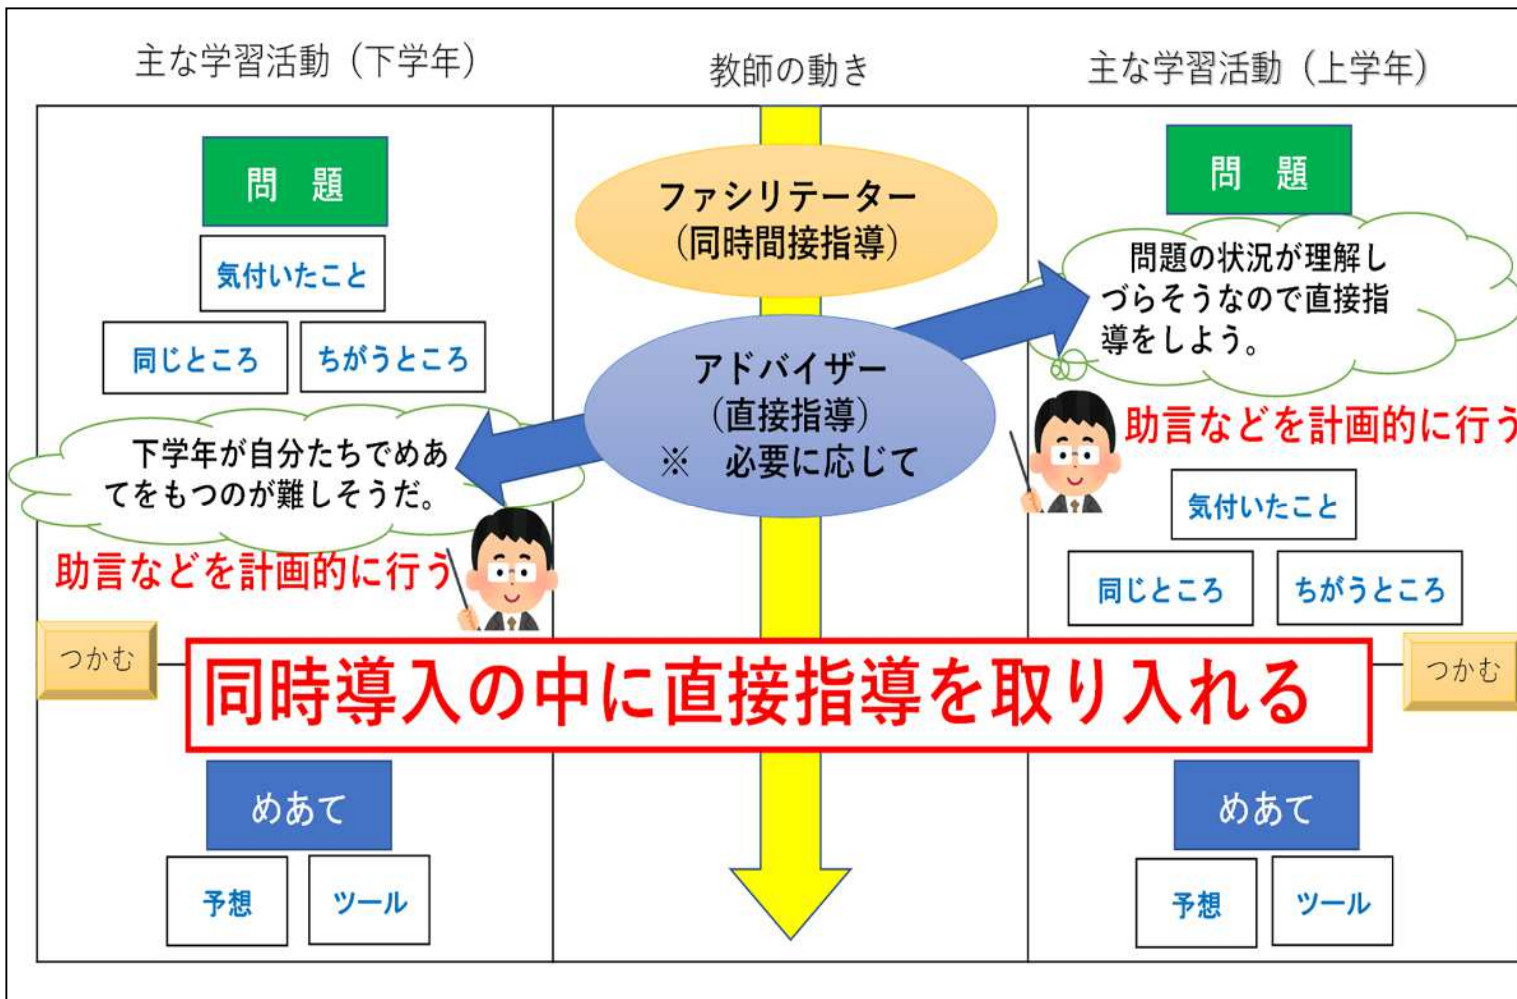 主な学習活動（下学年）
教師の動き
主な学習活動（上学年）
問　題
気付いたこと
同じところ
ちがうところ
下学年が自分たちでめあ
てをもつのが難しそうだ。
助言などを計画的に行う
つかむ
ファシリテーター
（同時間接指導）
アドバイザー
（直接指導）
※　必要に応じて
問　題
問題の状況が理解し
づらそうなので直接指
導をしよう。
助言などを計画的に行う
気付いたこと
同じところ
ちがうところ
つかむ
同時導入の中に直接指導を取り入れる
めあて
予想
ツール
めあて
予想
ツール